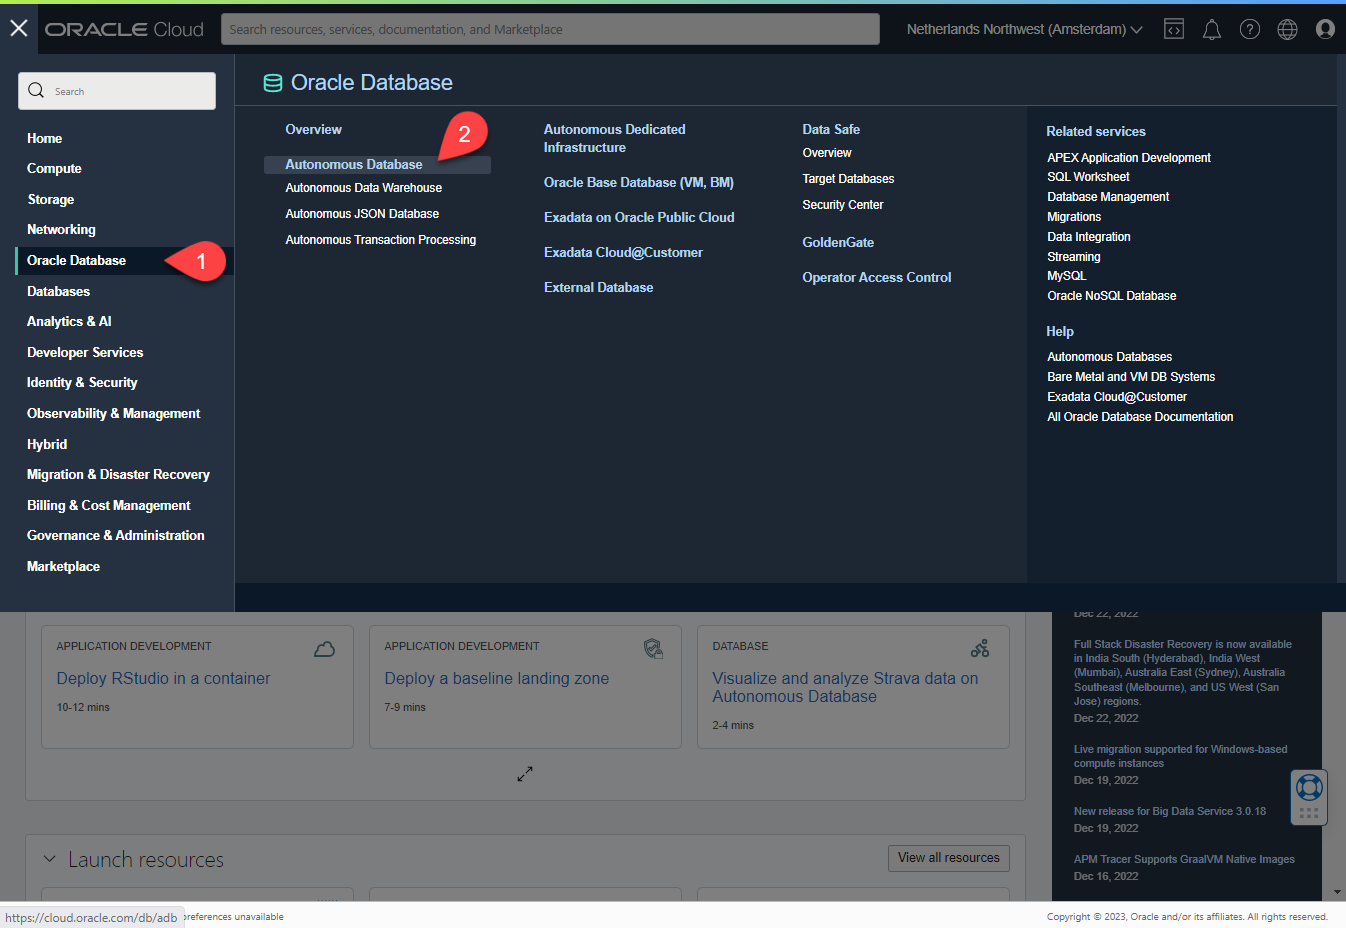 ORACLE Cloud
Search resources, services, documentation, and Marketplace
Netherlands Northwest (Amsterdam)
Search
Home
Compute
Storage
Networking
Oracle Database
1
Databases
Analytics & AI
Developer Services
Identity & Security
Observability & Management
Hybrid
Migration & Disaster Recovery
Billing & Cost Management
Governance & Administration
Marketplace
Oracle Database
Overview
2
Autonomous Database
Autonomous Data Warehouse
Autonomous JSON Database
Autonomous Transaction Processing
Autonomous Dedicated
Infrastructure
Oracle Base Database (VM, BM)
Exadata on Oracle Public Cloud
Exadata Cloud@Customer
External Database
Data Safe
Overview
Target Databases
Security Center
GoldenGate
Operator Access Control
Related services
APEX Application Development
SQL Worksheet
Database Management
Migrations
Data Integration
Streaming
MySQL
Oracle NoSQL Database
Help
Autonomous Databases
Bare Metal and VM DB Systems
Exadata Cloud@Customer
All Oracle Database Documentation
APPLICATION DEVELOPMENT
Deploy RStudio in a container
10-12 mins
APPLICATION DEVELOPMENT
Deploy a baseline landing zone
7-9 mins
DATABASE
Visualize and analyze Strava data on
Autonomous Database
2-4 mins
Launch resources
View all resources
Dec 22, 2022
Full Stack Disaster Recovery is now available
in India South (Hyderabad), India West
(Mumbai), Australia East (Sydney), Australia
Southeast (Melbourne), and US West (San
Jose) regions.
Dec 22, 2022
Live migration supported for Windows-based
compute instances
Dec 19, 2022
New release for Big Data Service 3.0.18
Dec 19, 2022
APM Tracer Supports GraalVM Native Images
Dec 16, 2022
https://cloud.oracle.com/db/adb
preferences unavailable
Copyright © 2023, Oracle and/or its affiliates. All rights reserved.